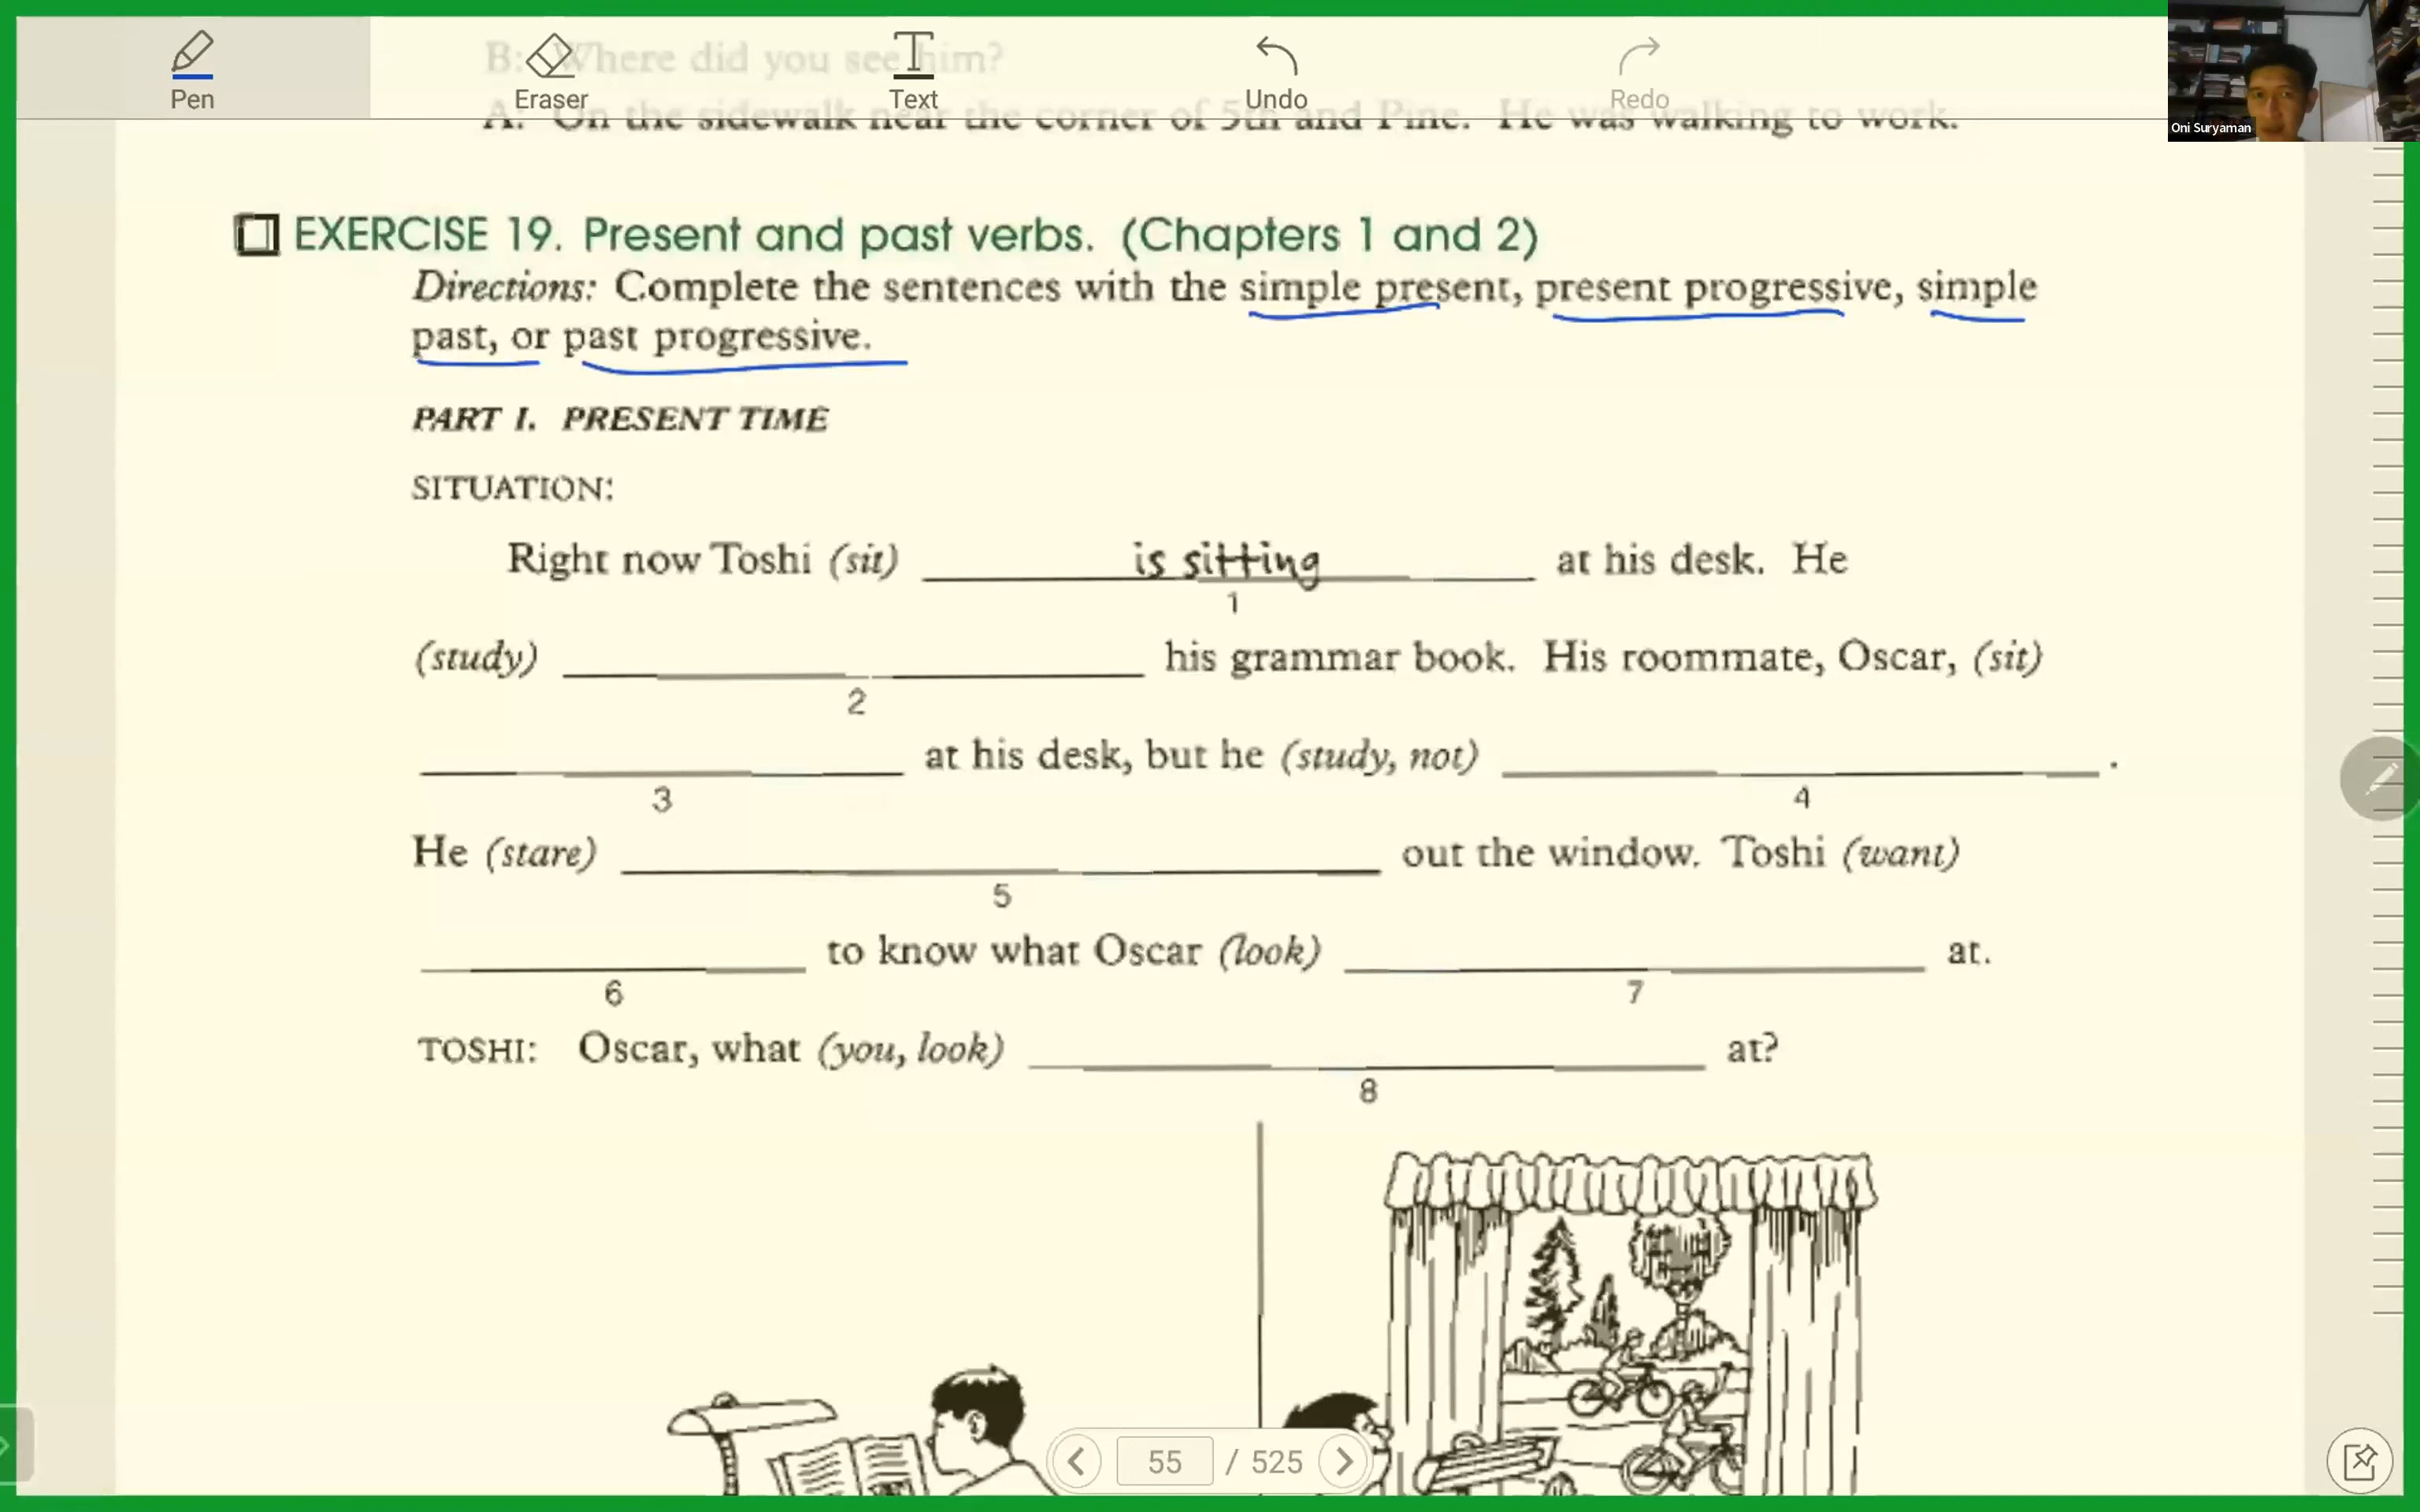 Pen
Eraser
Text
Undo
Redo
Oni Suryaman
B: Where did you see him?
A: On the sidewalk near the corner of 5th and Pine. He was walking to work.
EXERCISE 19. Present and past verbs. (Chapters 1 and 2)
Directions: Complete the sentences with the simple present, present progressive, simple
past, or past progressive.
PART I. PRESENT TIME
SITUATION:
Right now Toshi (sit) is sitting at his desk. He
1
(study) his grammar book. His roommate, Oscar, (sit)
2
at his desk, but he (study, not) .
3 4
He (stare) out the window. Toshi (want)
5
to know what Oscar (look) at.
6 7
TOSHI: Oscar, what (you, look) at?
8
55 / 525